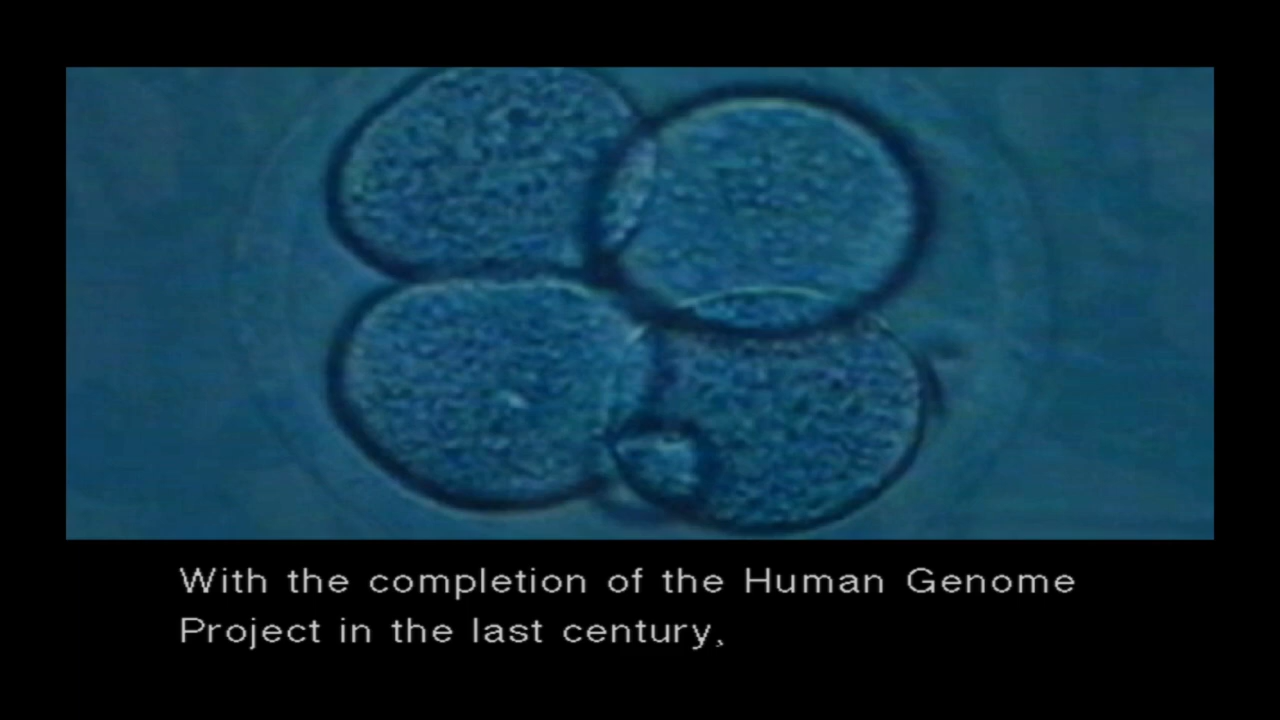 With the completion of the Human Genome
Project in the last century,